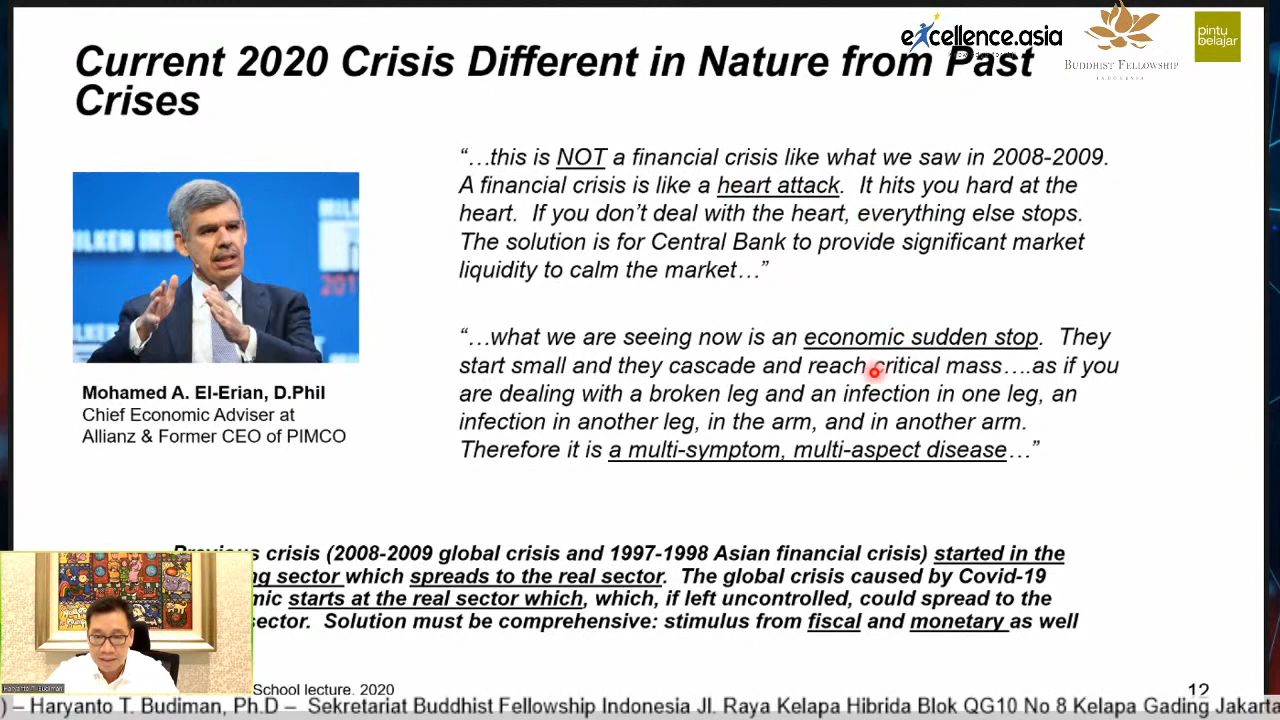 excellence.asia
BUDDHIST FELLOWSHIP
INDONESIA
pintu
belajar
Current 2020 Crisis Different in Nature from Past
Crises
“…this is NOT a financial crisis like what we saw in 2008-2009.
A financial crisis is like a heart attack. It hits you hard at the
heart. If you don’t deal with the heart, everything else stops.
The solution is for Central Bank to provide significant market
liquidity to calm the market…”
“…what we are seeing now is an economic sudden stop. They
start small and they cascade and reach critical mass….as if you
are dealing with a broken leg and an infection in one leg, an
infection in another leg, in the arm, and in another arm.
Therefore it is a multi-symptom, multi-aspect disease…”
MILKEN INS
201
Mohamed A. El-Erian, D.Phil
Chief Economic Adviser at
Allianz & Former CEO of PIMCO
Previous crisis (2008-2009 global crisis and 1997-1998 Asian financial crisis) started in the
sector which spreads to the real sector. The global crisis caused by Covid-19
starts at the real sector which, which, if left uncontrolled, could spread to the
sector. Solution must be comprehensive: stimulus from fiscal and monetary as well
Haryanto T. Budiman
School lecture, 2020
12
) – Haryanto T. Budiman, Ph.D – Sekretariat Buddhist Fellowship Indonesia Jl. Raya Kelapa Hibrida Blok QG10 No 8 Kelapa Gading Jakarta